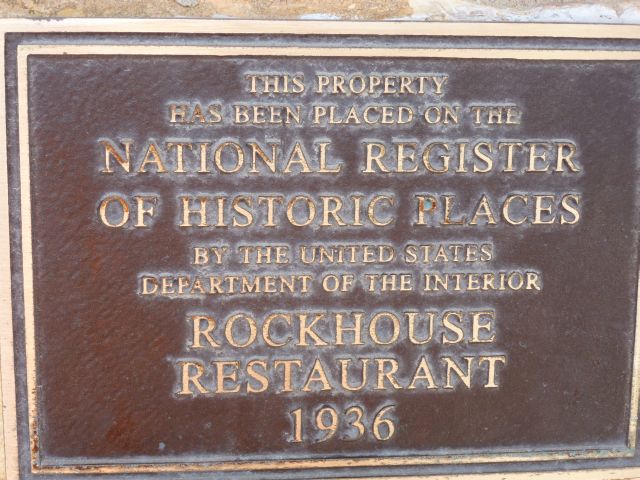 THIS PROPERTY
HAS BEEN PLACED ON THE
NATIONAL REGISTER
OF HISTORIC PLACES
BY THE UNITED STATES
DEPARTMENT OF THE INTERIOR
ROCKHOUSE
RESTAURANT
1936